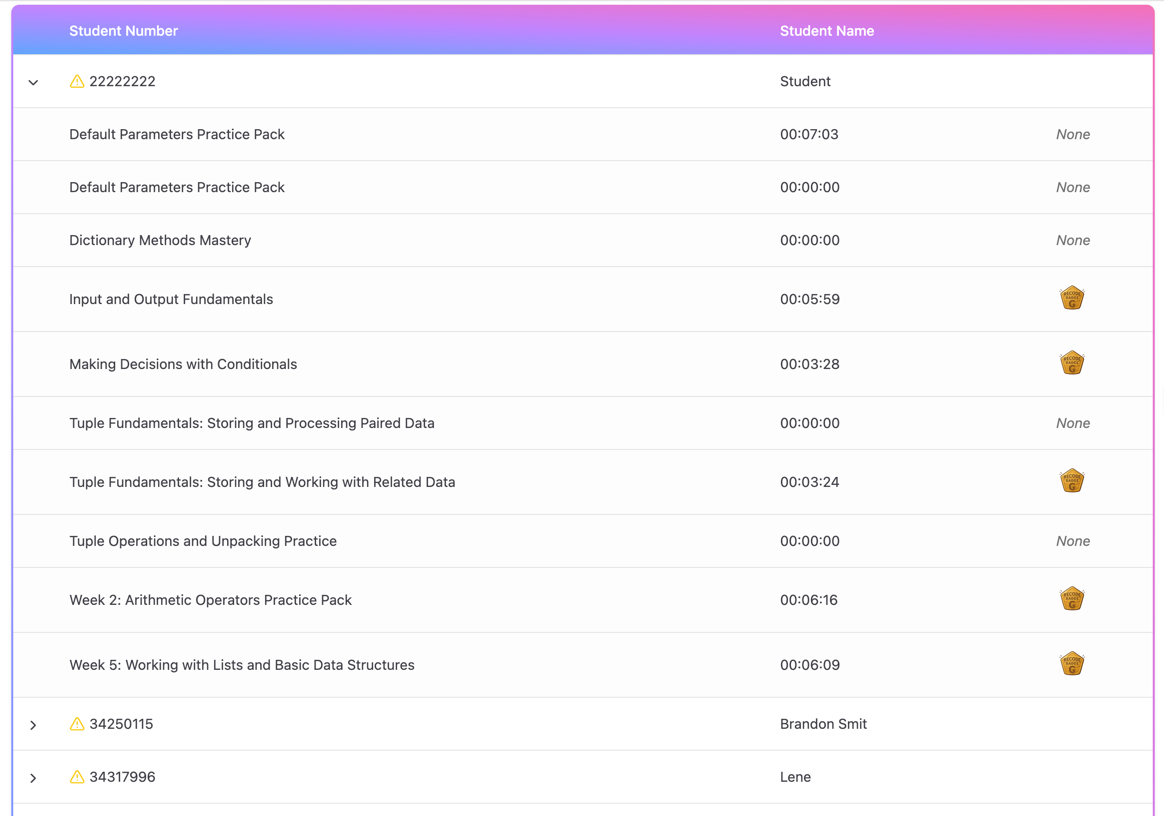 Student Number Student Name
22222222 Student
Default Parameters Practice Pack 00:07:03 None
Default Parameters Practice Pack 00:00:00 None
Dictionary Methods Mastery 00:00:00 None
Input and Output Fundamentals 00:05:59 G
Making Decisions with Conditionals 00:03:28 G
Tuple Fundamentals: Storing and Processing Paired Data 00:00:00 None
Tuple Fundamentals: Storing and Working with Related Data 00:03:24 G
Tuple Operations and Unpacking Practice 00:00:00 None
Week 2: Arithmetic Operators Practice Pack 00:06:16 G
Week 5: Working with Lists and Basic Data Structures 00:06:09 G
34250115 Brandon Smit
34317996 Lene